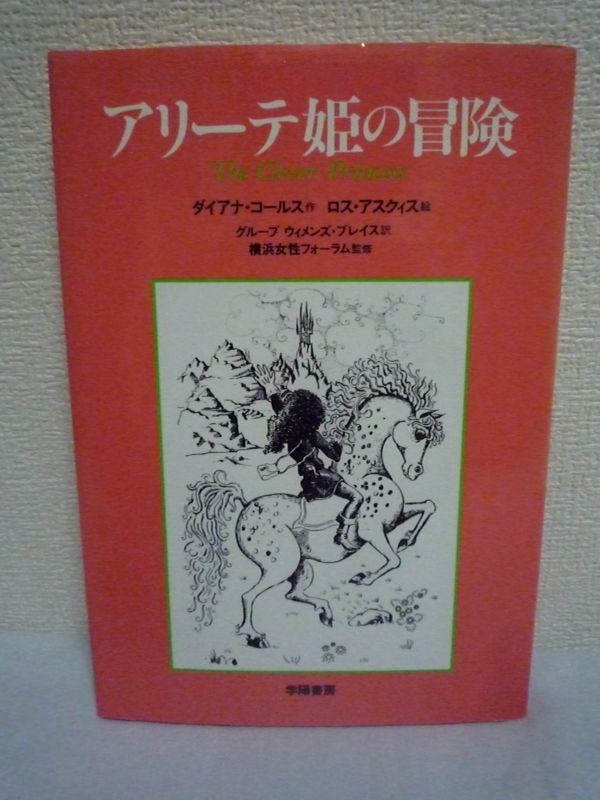 アリーテ姫の冒険
The Clever Princess
ダイアナ・コールス作 ロス・アスクィス絵
グループ ウィメンズ・プレイス訳
横浜女性フォーラム監修
学陽書房